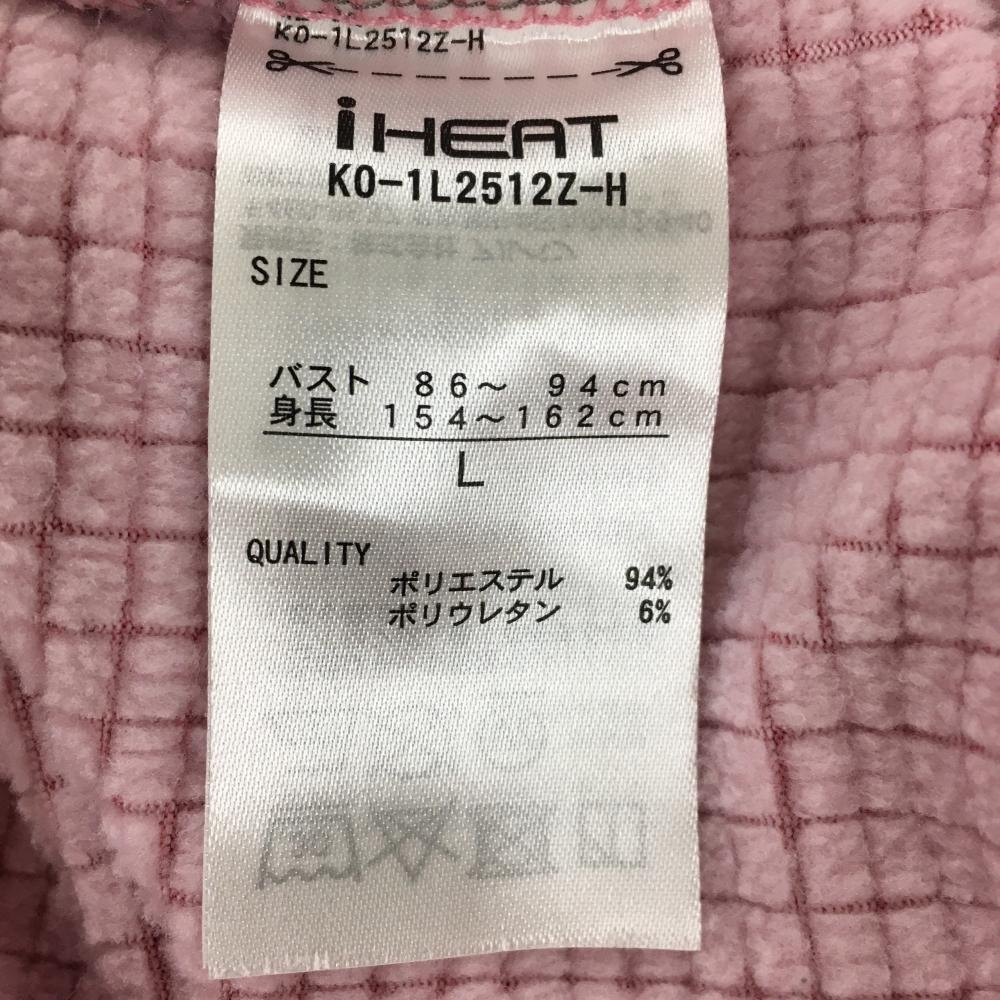 KO-1L2512Z-H
i HEAT
KO-1L2512Z-H
SIZE
バスト 86～ 94cm
身長 154～162cm
L
QUALITY
ポリエステル 94%
ポリウレタン 6%